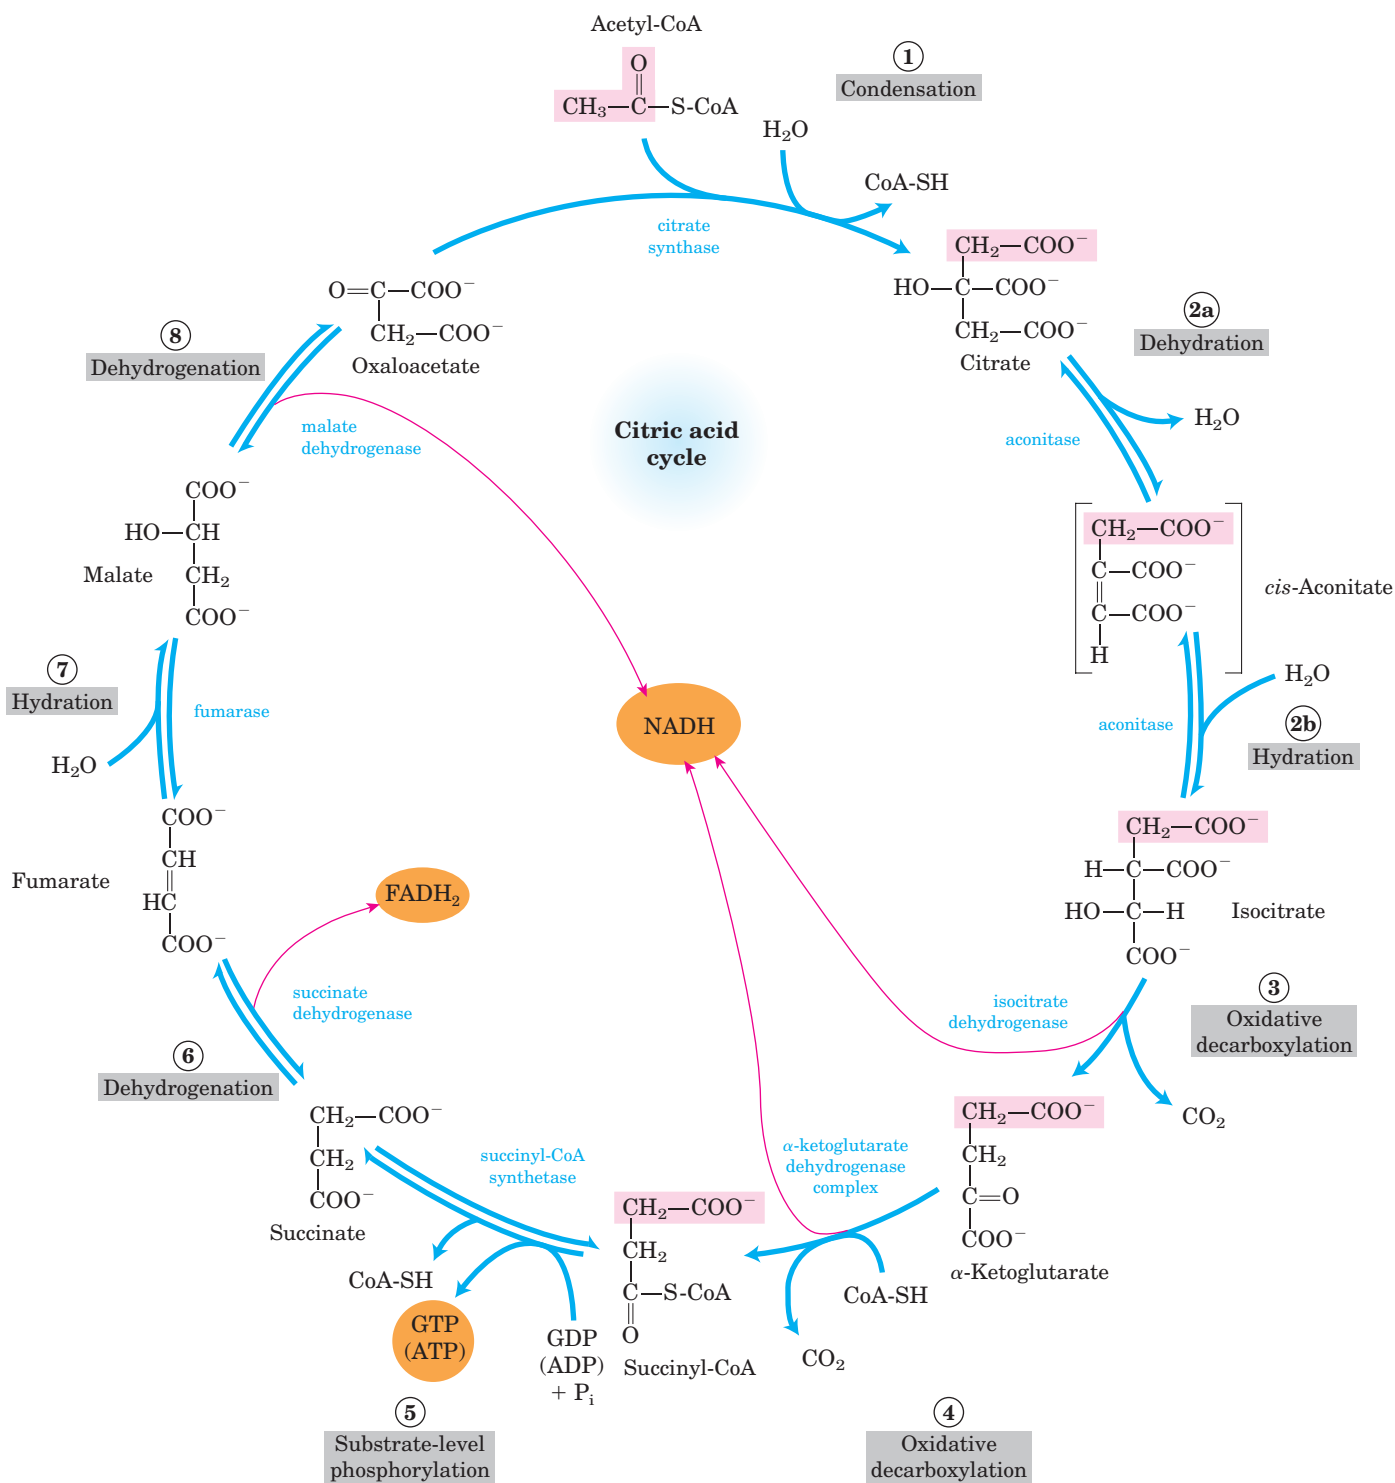 Acetyl-CoA
O
CH₃—C—S-CoA
① 
Condensation
H₂O
CoA-SH
citrate
synthase
CH₂—COO⁻
HO—C—COO⁻
CH₂—COO⁻
Citrate
2a
Dehydration
H₂O
aconitase
CH₂—COO⁻
C—COO⁻
C—COO⁻
H
cis-Aconitate
H₂O
aconitase
2b
Hydration
CH₂—COO⁻
H—C—COO⁻
HO—C—H
COO⁻
Isocitrate
3
Oxidative
decarboxylation
isocitrate
dehydrogenase
CO₂
CH₂—COO⁻
CH₂
C=O
COO⁻
α-Ketoglutarate
α-ketoglutarate
dehydrogenase
complex
CoA-SH
CO₂
4
Oxidative
decarboxylation
CH₂—COO⁻
CH₂
C—S-CoA
O
Succinyl-CoA
succinyl-CoA
synthetase
GDP
(ADP)
+ Pᵢ
GTP
(ATP)
CoA-SH
5
Substrate-level
phosphorylation
CH₂—COO⁻
CH₂
COO⁻
Succinate
6
Dehydrogenation
succinate
dehydrogenase
FADH₂
COO⁻
CH
HC
COO⁻
Fumarate
7
Hydration
H₂O
fumarase
COO⁻
HO—CH
CH₂
COO⁻
Malate
8
Dehydrogenation
malate
dehydrogenase
O=C—COO⁻
CH₂—COO⁻
Oxaloacetate
Citric acid
cycle
NADH